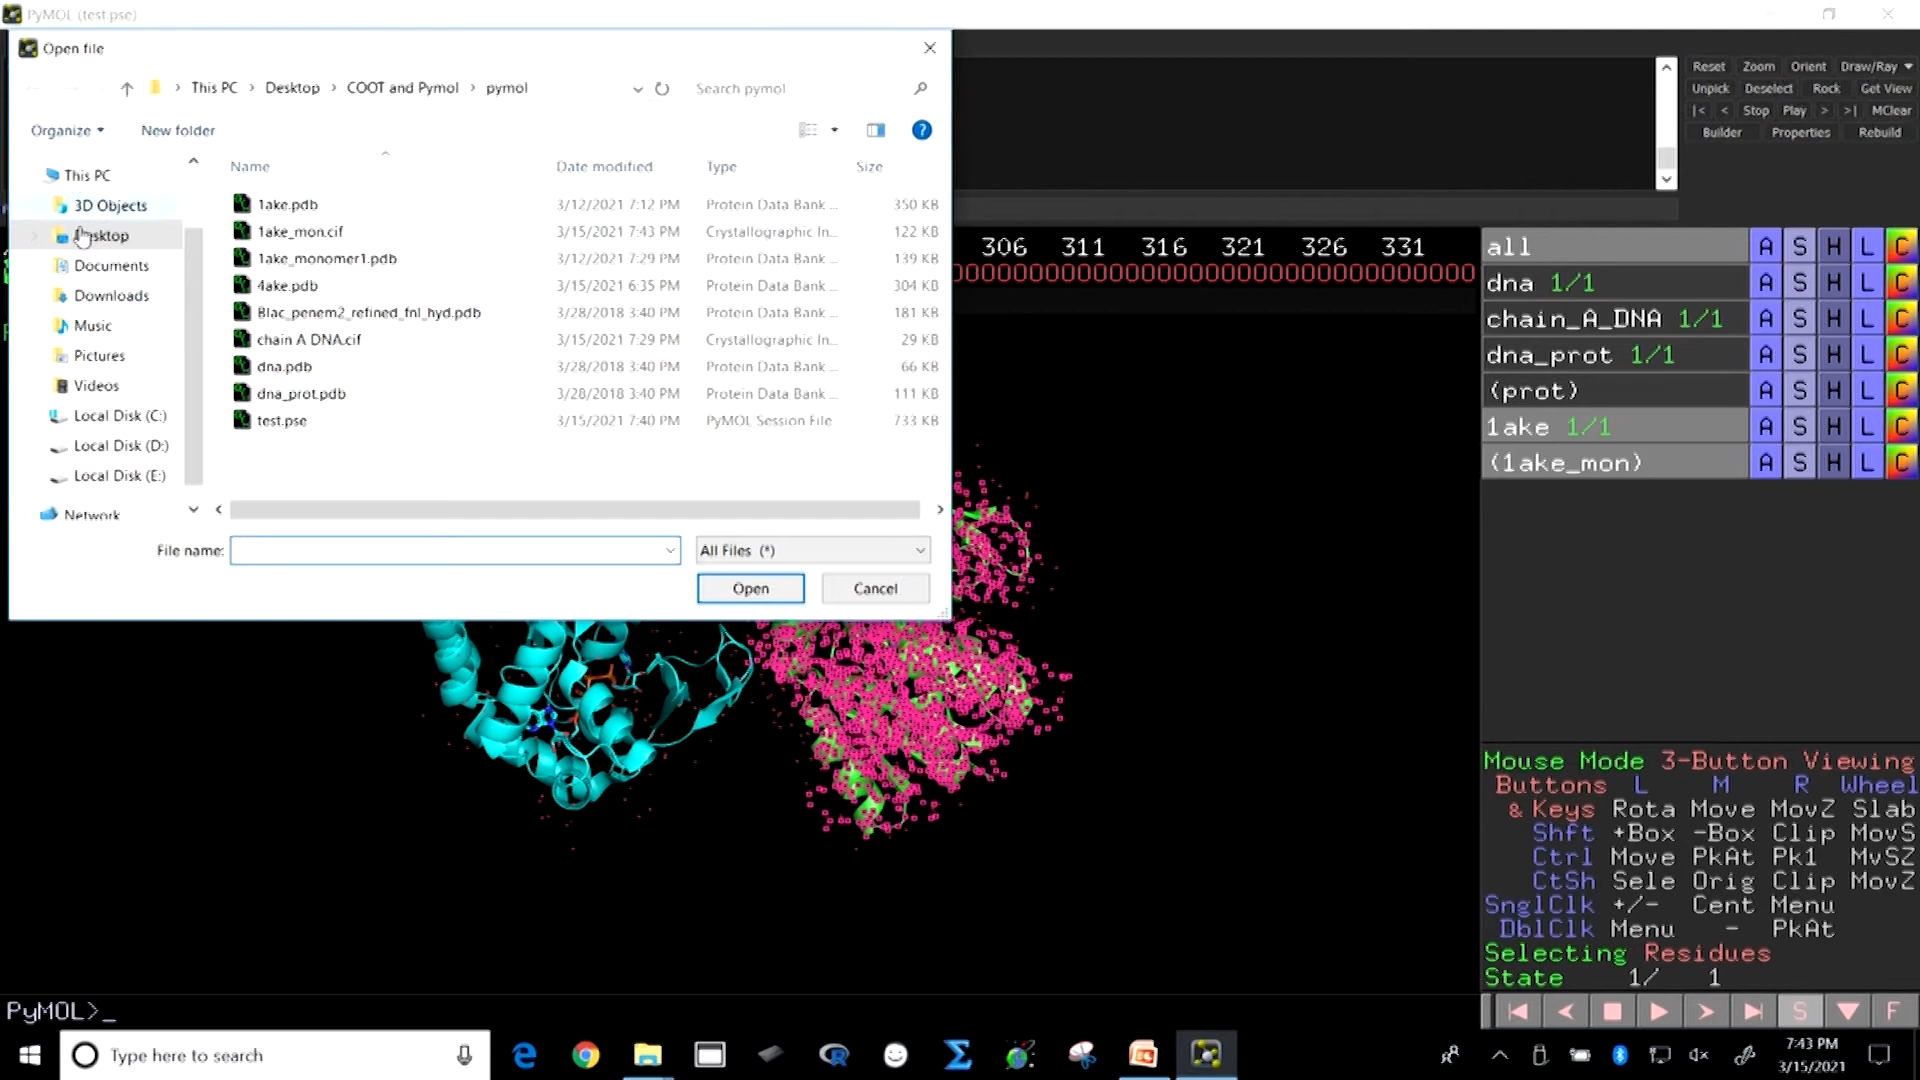 PyMOL (test.pse)
Open file
This PC > Desktop > COOT and Pymol > pymol
Search pymol
Organize
New folder
Name Date modified Type Size
This PC
3D Objects
Desktop
Documents
Downloads
Music
Pictures
Videos
Local Disk (C:)
Local Disk (D:)
Local Disk (E:)
Network
1ake.pdb 3/12/2021 7:12 PM Protein Data Bank ... 350 KB
1ake_mon.cif 3/15/2021 7:43 PM Crystallographic In... 122 KB
1ake_monomer1.pdb 3/12/2021 7:29 PM Protein Data Bank ... 139 KB
4ake.pdb 3/15/2021 6:35 PM Protein Data Bank ... 304 KB
Blac_penem2_refined_fnl_hyd.pdb 3/28/2018 3:40 PM Protein Data Bank ... 181 KB
chain A DNA.cif 3/15/2021 7:29 PM Crystallographic In... 29 KB
dna.pdb 3/28/2018 3:40 PM Protein Data Bank ... 66 KB
dna_prot.pdb 3/28/2018 3:40 PM Protein Data Bank ... 111 KB
test.pse 3/15/2021 7:40 PM PyMOL Session File 733 KB
File name:
All Files (*)
Open Cancel
Reset Zoom Orient Draw/Ray
Unpick Deselect Rock Get View
|< < Stop Play > >| MClear
Builder Properties Rebuild
306 311 316 321 326 331
OOOOOOOOOOOOOOOOOOOOOOOOOOOOOO
all A S H L C
dna 1/1 A S H L C
chain_A_DNA 1/1 A S H L C
dna_prot 1/1 A S H L C
(prot) A S H L C
1ake 1/1 A S H L C
(1ake_mon) A S H L C
Mouse Mode 3-Button Viewing
Buttons L M R Wheel
& Keys Rota Move MovZ Slab
Shft +Box -Box Clip MovS
Ctrl Move PkAt Pk1 MvSZ
CtSh Sele Orig Clip MovZ
SnglClk +/- Cent Menu
DblClk Menu - PkAt
Selecting Residues
State 1/ 1
S F
PyMOL>_
Type here to search
7:43 PM
3/15/2021